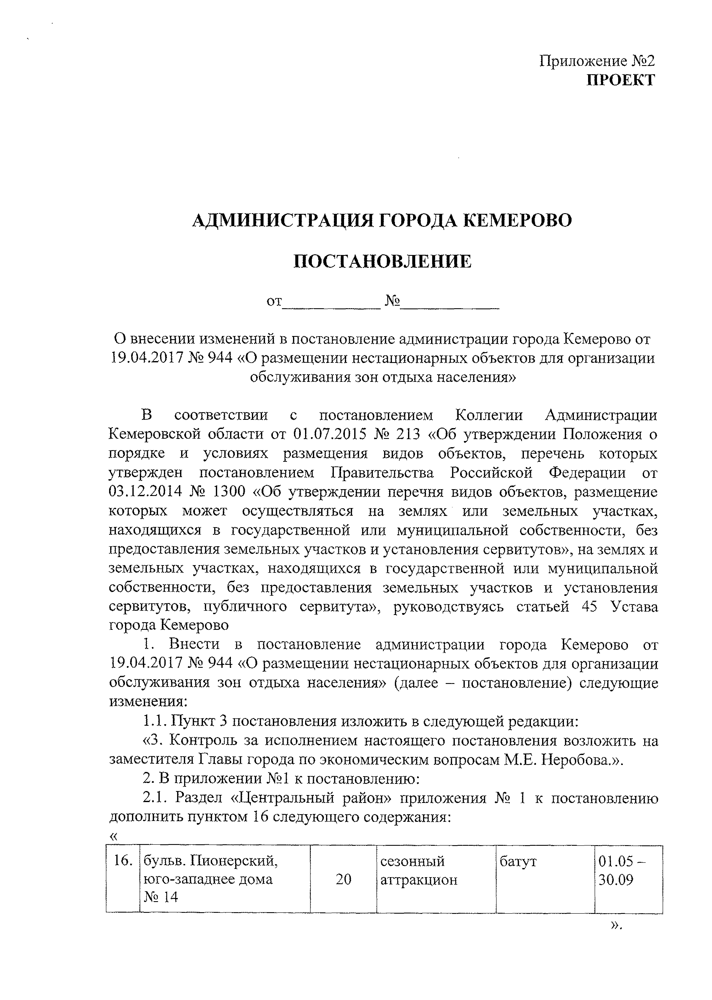 Приложение №2
ПРОЕКТ
АДМИНИСТРАЦИЯ ГОРОДА КЕМЕРОВО
ПОСТАНОВЛЕНИЕ
от____________ №____________
О внесении изменений в постановление администрации города Кемерово от
19.04.2017 № 944 «О размещении нестационарных объектов для организации
обслуживания зон отдыха населения»
В соответствии с постановлением Коллегии Администрации
Кемеровской области от 01.07.2015 № 213 «Об утверждении Положения о
порядке и условиях размещения видов объектов, перечень которых
утвержден постановлением Правительства Российской Федерации от
03.12.2014 № 1300 «Об утверждении перечня видов объектов, размещение
которых может осуществляться на землях или земельных участках,
находящихся в государственной или муниципальной собственности, без
предоставления земельных участков и установления сервитутов», на землях и
земельных участках, находящихся в государственной или муниципальной
собственности, без предоставления земельных участков и установления
сервитутов, публичного сервитута», руководствуясь статьей 45 Устава
города Кемерово
1. Внести в постановление администрации города Кемерово от
19.04.2017 № 944 «О размещении нестационарных объектов для организации
обслуживания зон отдыха населения» (далее – постановление) следующие
изменения:
1.1. Пункт 3 постановления изложить в следующей редакции:
«3. Контроль за исполнением настоящего постановления возложить на
заместителя Главы города по экономическим вопросам М.Е. Неробова.».
2. В приложении №1 к постановлению:
2.1. Раздел «Центральный район» приложения № 1 к постановлению
дополнить пунктом 16 следующего содержания:
«
16. бульв. Пионерский, сезонный батут 01.05 –
юго-западнее дома 20 аттракцион 30.09
№ 14
».